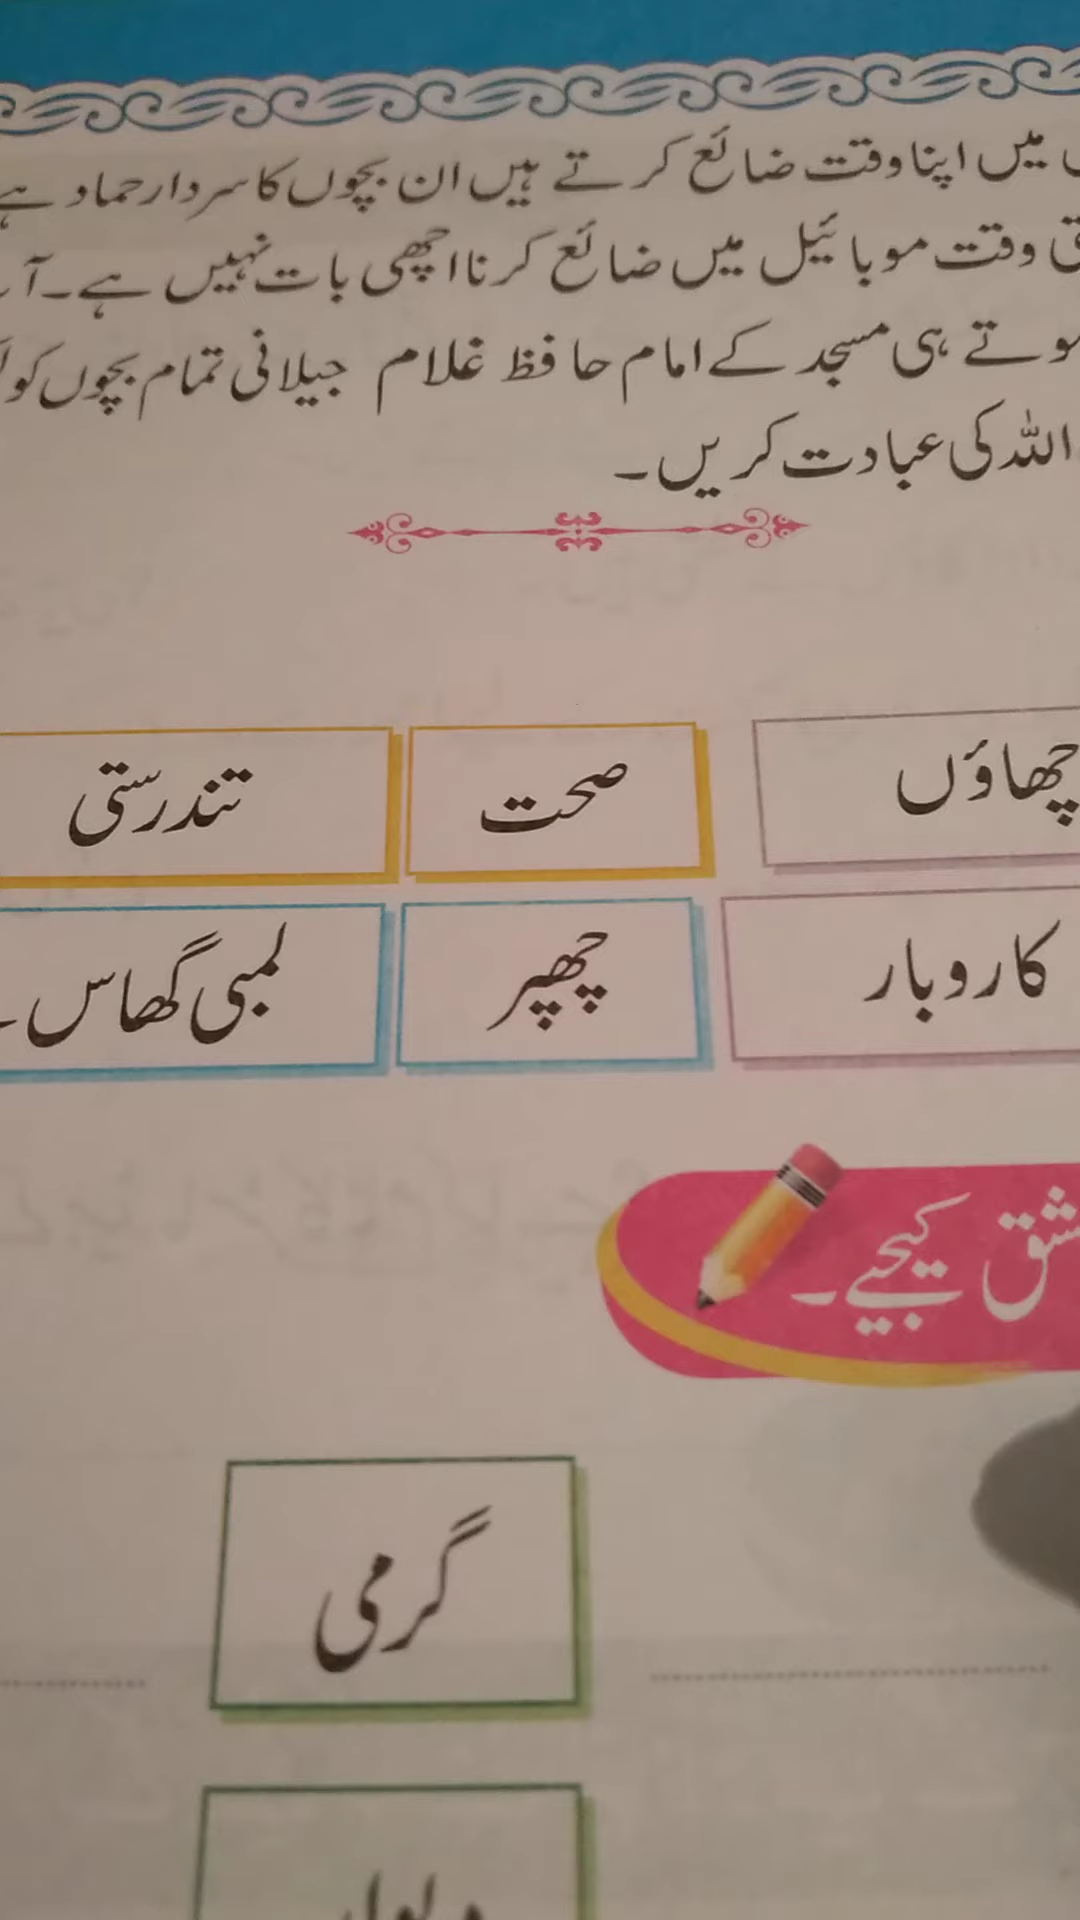 میں اپنا وقت ضائع کرتے ہیں ان بچوں کا سردار حماد ہے
وقت موبائیل میں ضائع کرنا اچھی بات نہیں ہے۔
ہوتے ہی مسجد کے امام حافظ غلام جیلانی تمام بچوں کو
اللہ کی عبادت کریں۔
چھاؤں صحت تندرستی
کاروبار چھپر لمبی گھاس
مشق کیجیے۔
گرمی